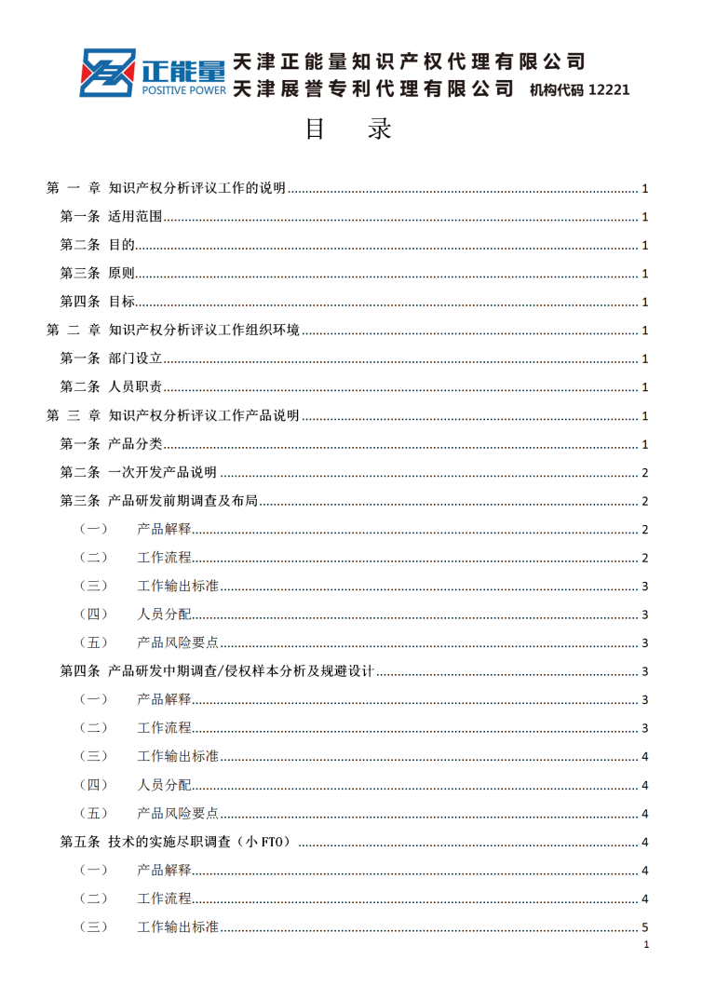 正能量
POSITIVE POWER
天津正能量知识产权代理有限公司
天津展誉专利代理有限公司 机构代码 12221
目 录
第 一 章 知识产权分析评议工作的说明 1
第一条 适用范围 1
第二条 目的 1
第三条 原则 1
第四条 目标 1
第 二 章 知识产权分析评议工作组织环境 1
第一条 部门设立 1
第二条 人员职责 1
第 三 章 知识产权分析评议工作产品说明 1
第一条 产品分类 1
第二条 一次开发产品说明 2
第三条 产品研发前期调查及布局 2
（一） 产品解释 2
（二） 工作流程 2
（三） 工作输出标准 3
（四） 人员分配 3
（五） 产品风险要点 3
第四条 产品研发中期调查/侵权样本分析及规避设计 3
（一） 产品解释 3
（二） 工作流程 3
（三） 工作输出标准 4
（四） 人员分配 4
（五） 产品风险要点 4
第五条 技术的实施尽职调查（小 FTO） 4
（一） 产品解释 4
（二） 工作流程 4
（三） 工作输出标准 5
1